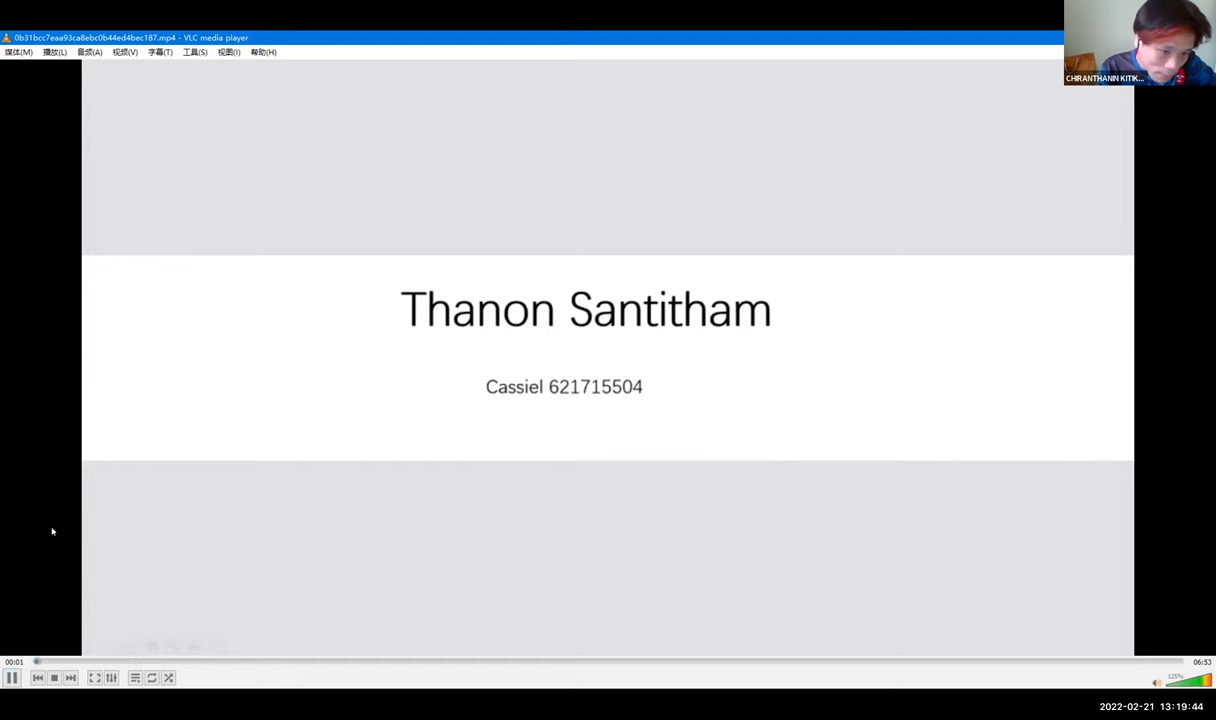 0b31bcc7eaa93ca8ebc0b44ed4bec187.mp4 - VLC media player
媒体(M) 播放(L) 音频(A) 视频(V) 字幕(T) 工具(S) 视图(I) 帮助(H)
CHIRANTHANIN KITIK...
Thanon Santitham
Cassiel 621715504
00:01
06:53
125%
2022-02-21 13:19:44